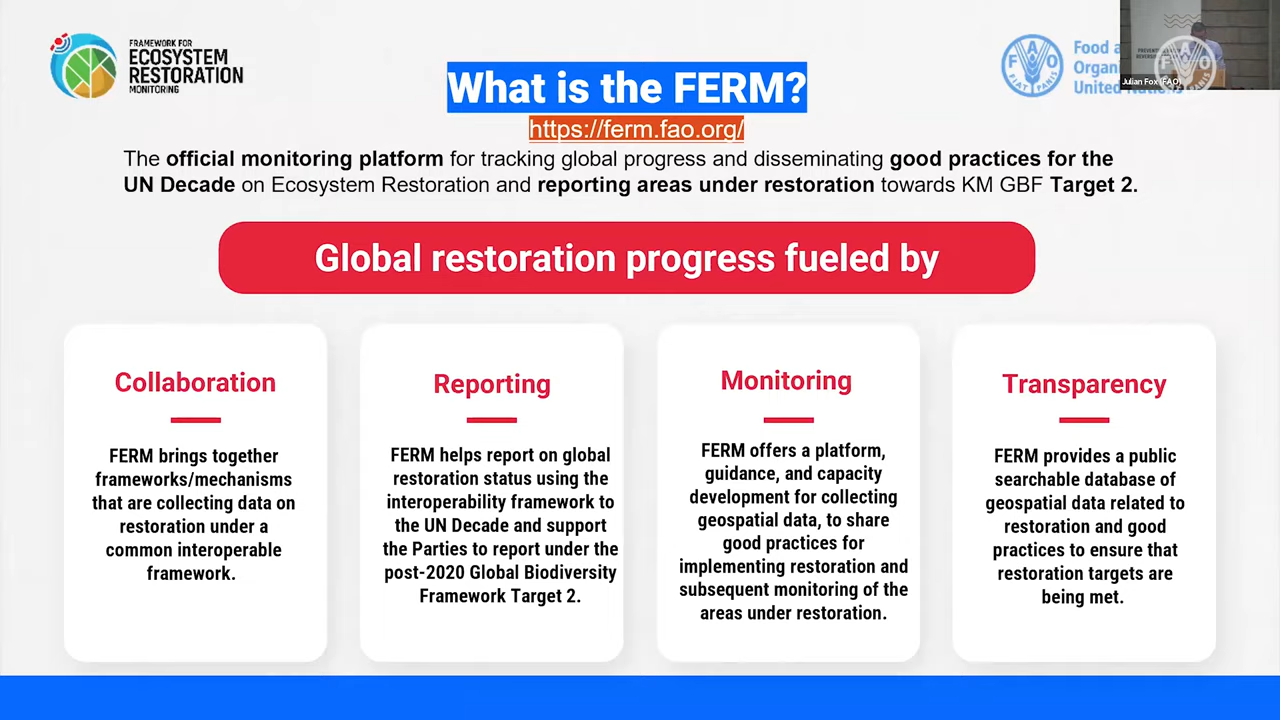 FRAMEWORK FOR
ECOSYSTEM
RESTORATION
MONITORING
What is the FERM?
https://ferm.fao.org/
Food
Organi
United Nations
FAO
FIAT PANIS
Julian Fox (FAO)
The official monitoring platform for tracking global progress and disseminating good practices for the
UN Decade on Ecosystem Restoration and reporting areas under restoration towards KM GBF Target 2.
Global restoration progress fueled by
Collaboration
FERM brings together
frameworks/mechanisms
that are collecting data on
restoration under a
common interoperable
framework.
Reporting
FERM helps report on global
restoration status using the
interoperability framework to
the UN Decade and support
the Parties to report under the
post-2020 Global Biodiversity
Framework Target 2.
Monitoring
FERM offers a platform,
guidance, and capacity
development for collecting
geospatial data, to share
good practices for
implementing restoration and
subsequent monitoring of the
areas under restoration.
Transparency
FERM provides a public
searchable database of
geospatial data related to
restoration and good
practices to ensure that
restoration targets are
being met.